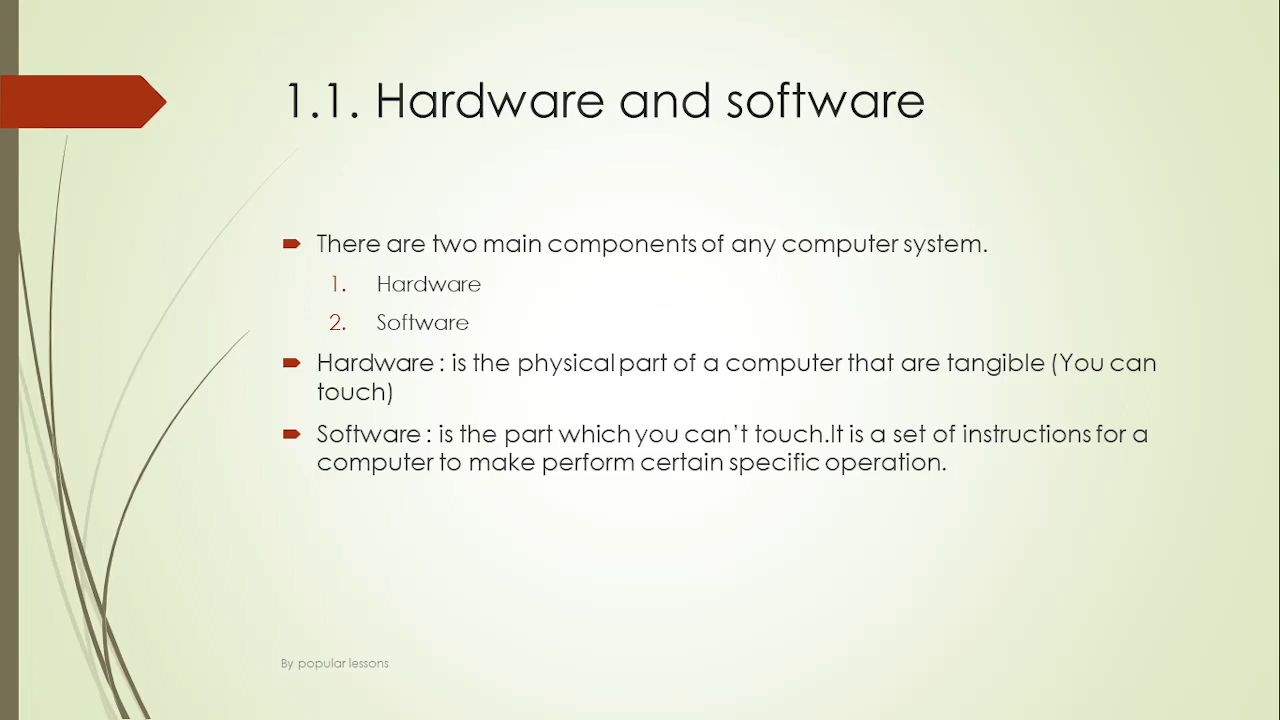 1.1. Hardware and software
There are two main components of any computer system.
1. Hardware
2. Software
Hardware : is the physical part of a computer that are tangible (You can
touch)
Software : is the part which you can’t touch.It is a set of instructions for a
computer to make perform certain specific operation.
By popular lessons